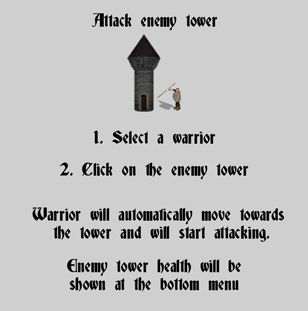 Attack enemy tower
1. Select a warrior
2. Click on the enemy tower
Warrior will automatically move towards
the tower and will start attacking.
Enemy tower health will be
shown at the bottom menu